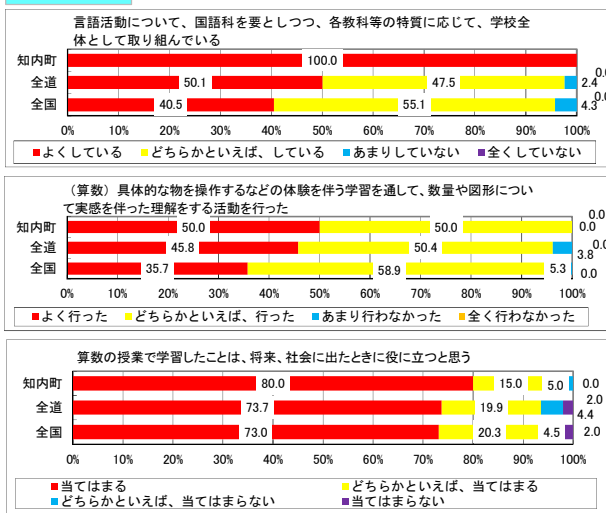 言語活動について、国語科を要としつつ、各教科等の特質に応じて、学校全
体として取り組んでいる
知内町 100.0
全道 50.1 47.5 2.4 0.0
全国 40.5 55.1 4.3 0.0
0% 10% 20% 30% 40% 50% 60% 70% 80% 90% 100%
■よくしている ■どちらかといえば、している ■あまりしていない ■全くしていない
（算数）具体的な物を操作するなどの体験を伴う学習を通して、数量や図形につい
て実感を伴った理解をする活動を行った
知内町 50.0 50.0 0.0 0.0
全道 45.8 50.4 3.8 0.0
全国 35.7 58.9 5.3 0.0
0% 10% 20% 30% 40% 50% 60% 70% 80% 90% 100%
■よく行った ■どちらかといえば、行った ■あまり行わなかった ■全く行わなかった
算数の授業で学習したことは、将来、社会に出たときに役に立つと思う
知内町 80.0 15.0 5.0 0.0
全道 73.7 19.9 4.4 2.0
全国 73.0 20.3 4.5 2.0
0% 10% 20% 30% 40% 50% 60% 70% 80% 90% 100%
■当てはまる ■どちらかといえば、当てはまる
■どちらかといえば、当てはまらない ■当てはまらない